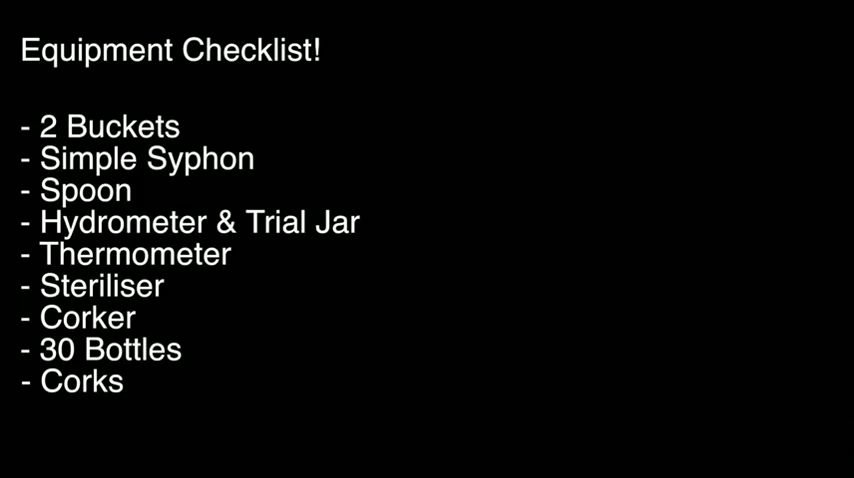 Equipment Checklist!
- 2 Buckets
- Simple Syphon
- Spoon
- Hydrometer & Trial Jar
- Thermometer
- Steriliser
- Corker
- 30 Bottles
- Corks